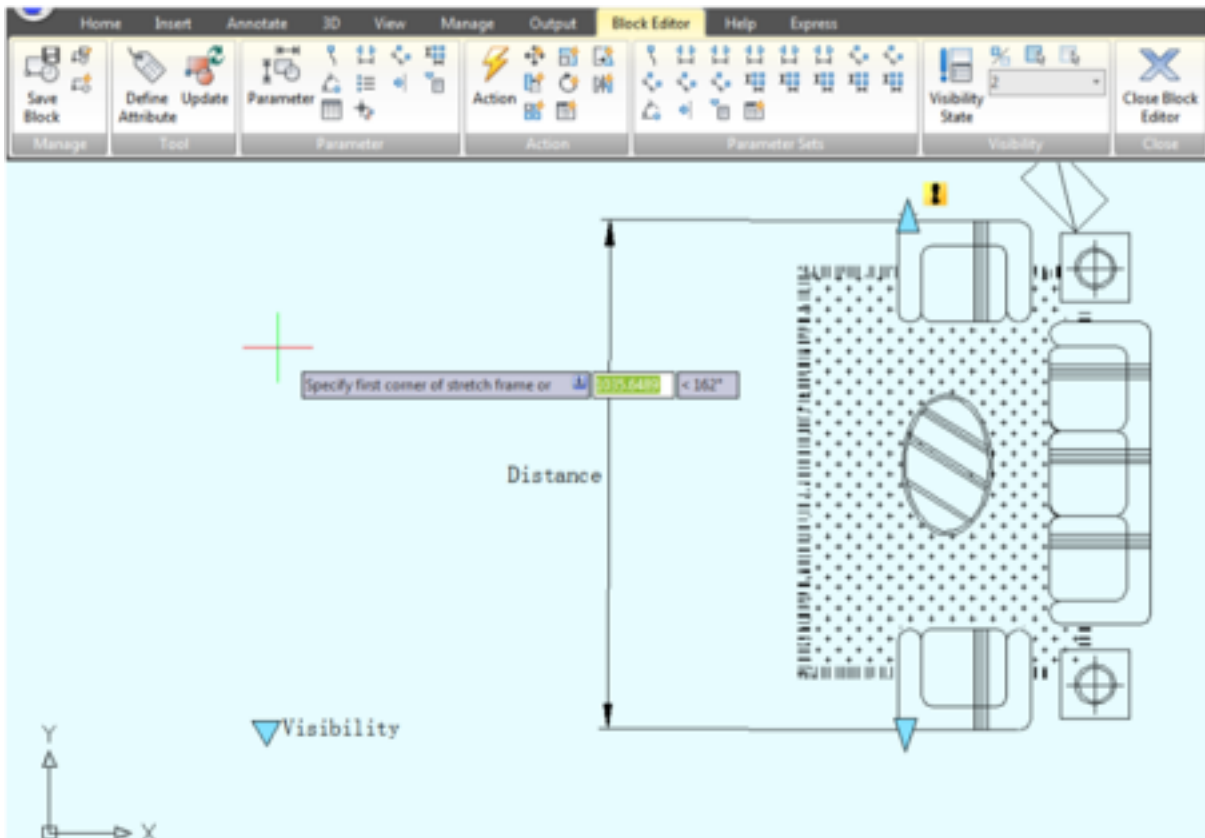 Home Insert Annotate 3D View Manage Output Block Editor Help Express
Save Block
Define Attribute
Update
Parameter
Action
Visibility State
2
Close Block Editor
Manage Tool Parameter Action Parameter Sets Visibility Close
Specify first corner of stretch frame or 1035.6489 < 162°
Distance
Visibility
Y
X